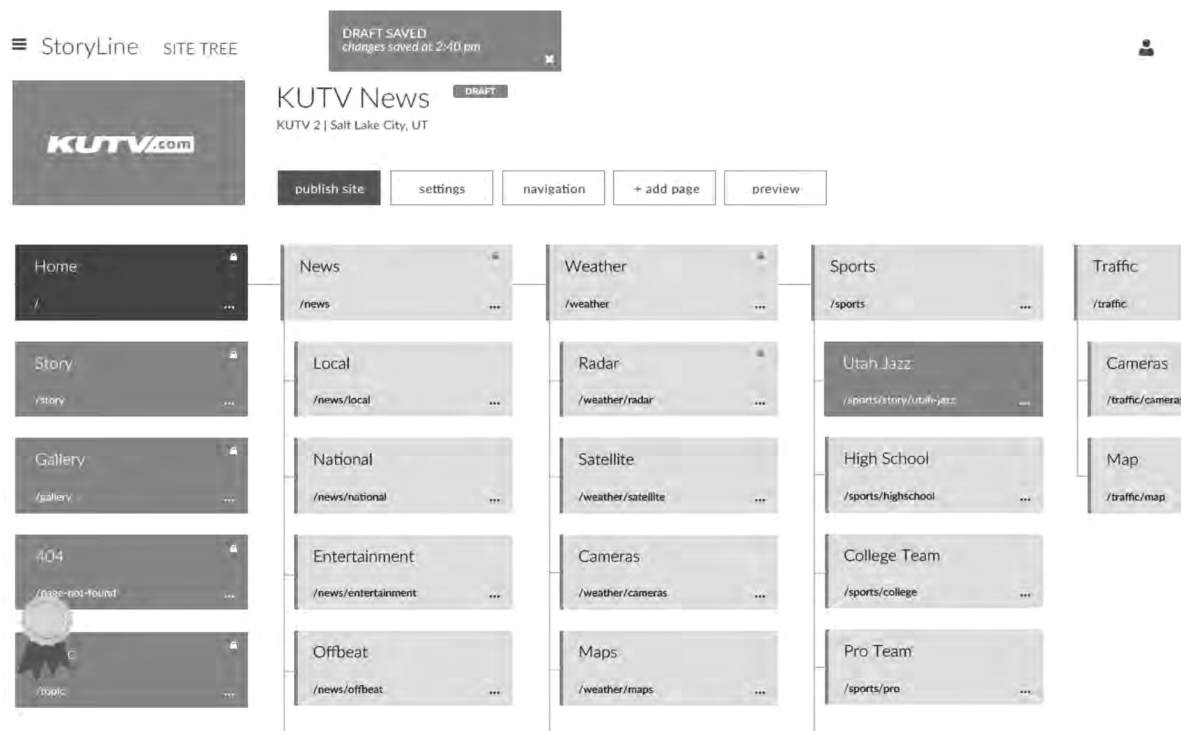 DRAFT SAVED
changes saved at 2:40 pm
StoryLine SITE TREE
KUTV.com
KUTV News DRAFT
KUTV 2 | Salt Lake City, UT
publish site settings navigation + add page preview
Home News Weather Sports Traffic
/ ... /news ... /weather ... /sports ... /traffic
Story Local Radar Utah Jazz Cameras
/story ... /news/local ... /weather/radar ... /sports/story/utah-jazz ... /traffic/cameras
Gallery National Satellite High School Map
/gallery ... /news/national ... /weather/satellite ... /sports/highschool ... /traffic/map
404 Entertainment Cameras College Team
/page-not-found ... /news/entertainment ... /weather/cameras ... /sports/college ...
Offbeat Maps Pro Team
/topic ... /news/offbeat ... /weather/maps ... /sports/pro ...